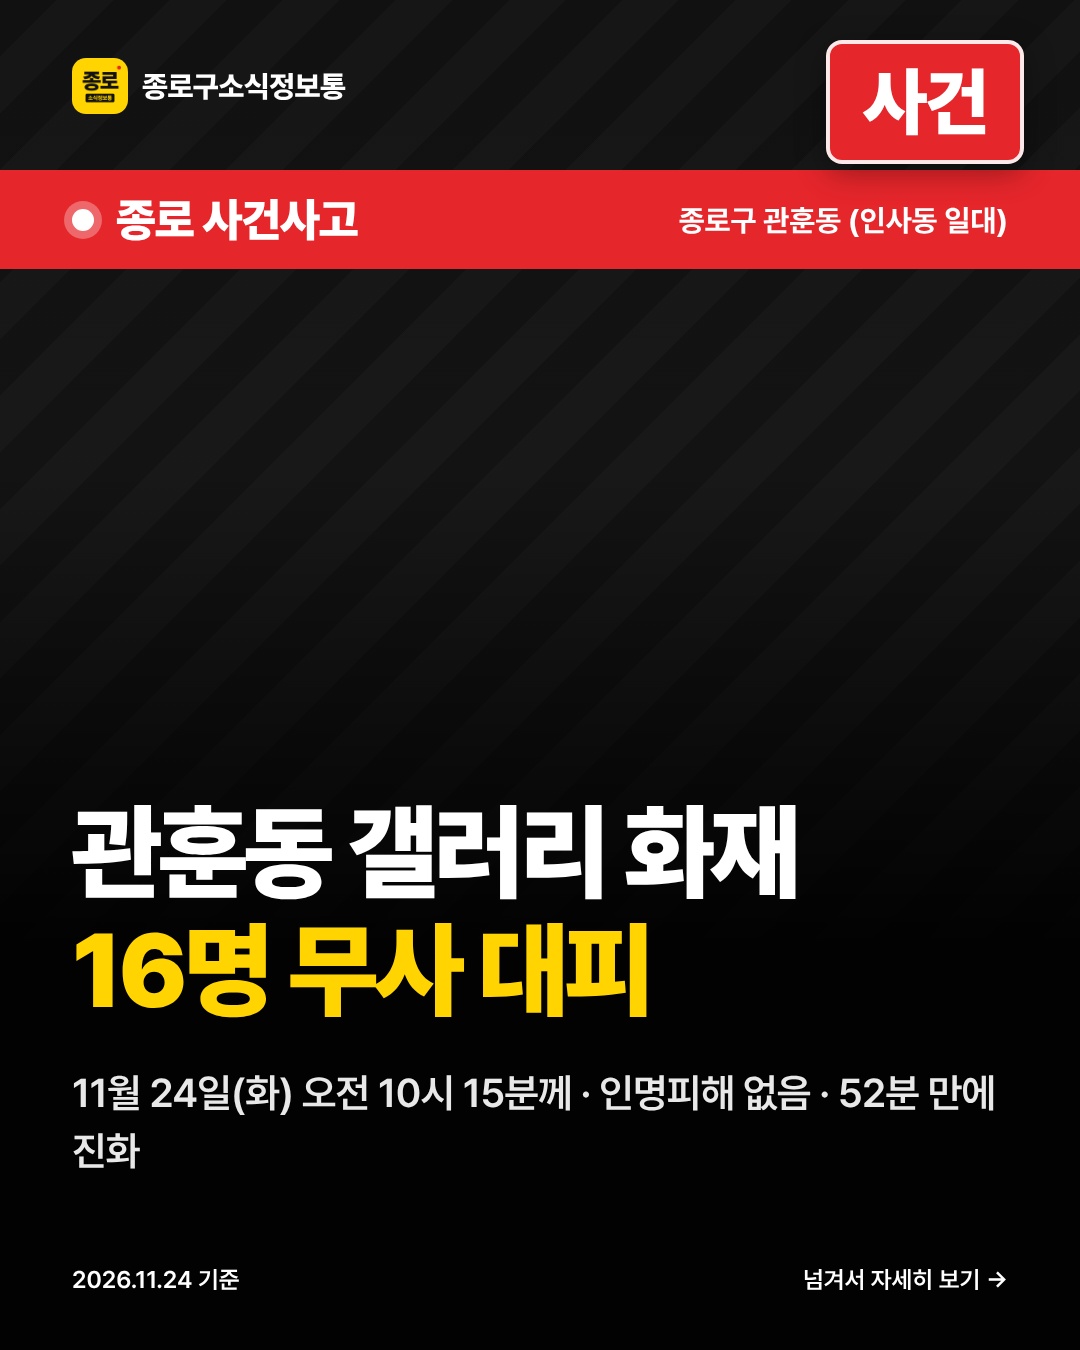 종로
소식정보통
종로구소식정보통
사건
종로 사건사고
종로구 관훈동 (인사동 일대)
관훈동 갤러리 화재
16명 무사 대피
11월 24일(화) 오전 10시 15분께 · 인명피해 없음 · 52분 만에
진화
2026.11.24 기준
넘겨서 자세히 보기 →